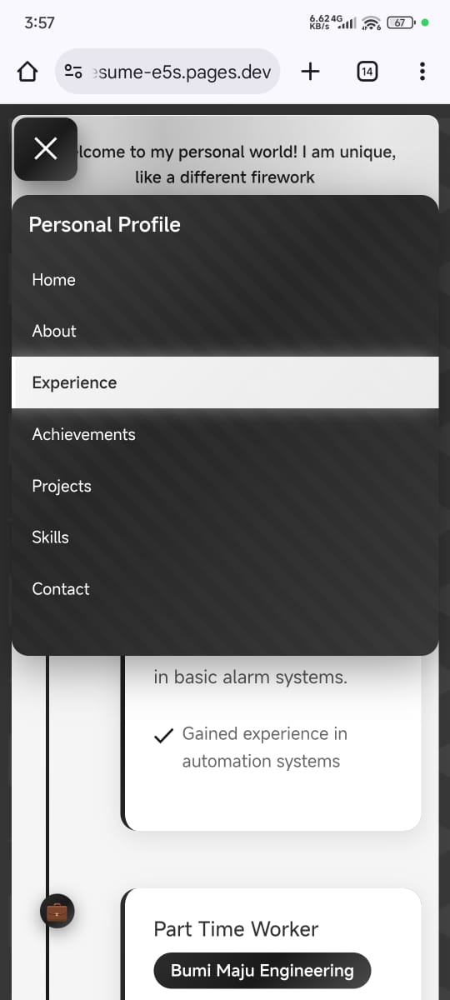 3:57
6.62 4G
KB/s
67
sume-e5s.pages.dev
14
lcome to my personal world! I am unique,
like a different firework
Personal Profile
Home
About
Experience
Achievements
Projects
Skills
Contact
in basic alarm systems.
Gained experience in
automation systems
Part Time Worker
Bumi Maju Engineering